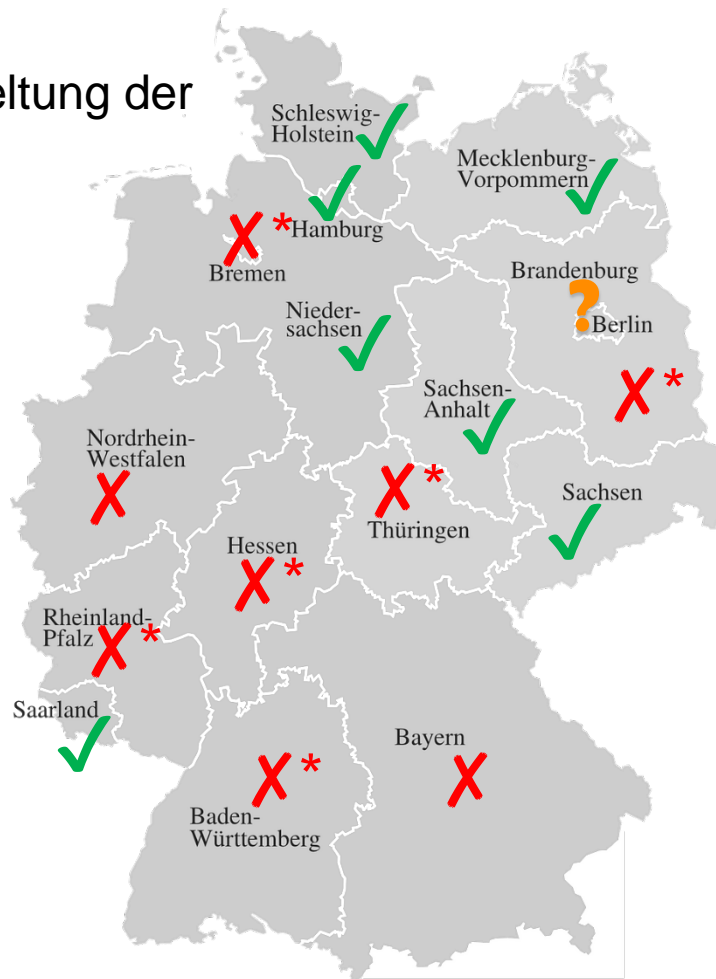 eltung der
Schleswig-
Holstein
Mecklenburg-
Vorpommern
*
Hamburg
Bremen
Brandenburg
?
Berlin
Nieder-
sachsen
*
Sachsen-
Anhalt
Nordrhein-
Westfalen
*
Sachsen
Thüringen
Hessen
*
Rheinland-
Pfalz
*
Saarland
Bayern
*
Baden-
Württemberg